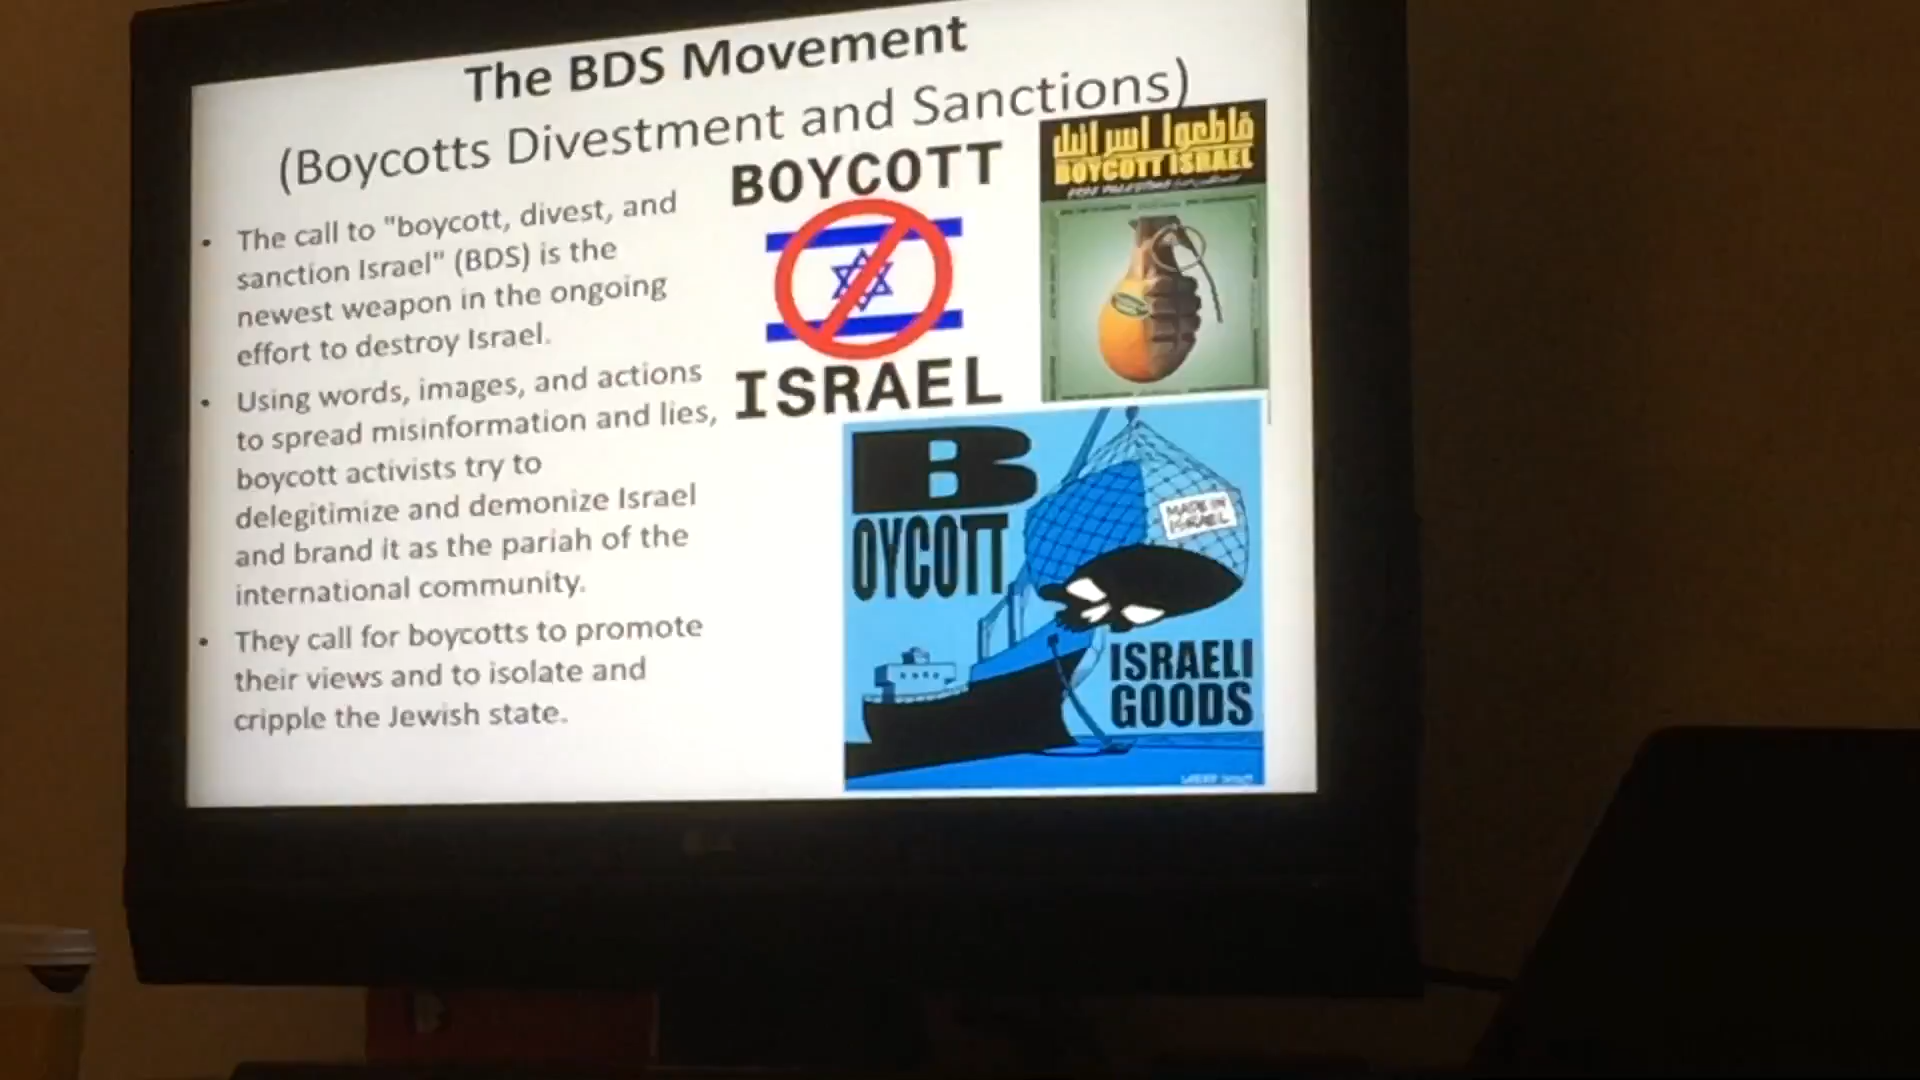 The BDS Movement
(Boycotts Divestment and Sanctions)
• The call to "boycott, divest, and
sanction Israel" (BDS) is the
newest weapon in the ongoing
effort to destroy Israel.
• Using words, images, and actions
to spread misinformation and lies,
boycott activists try to
delegitimize and demonize Israel
and brand it as the pariah of the
international community.
• They call for boycotts to promote
their views and to isolate and
cripple the Jewish state.
BOYCOTT
ISRAEL
قاطعوا اسرائيل
BOYCOTT ISRAEL
BOYCOTT
MADE IN
ISRAEL
ISRAELI
GOODS